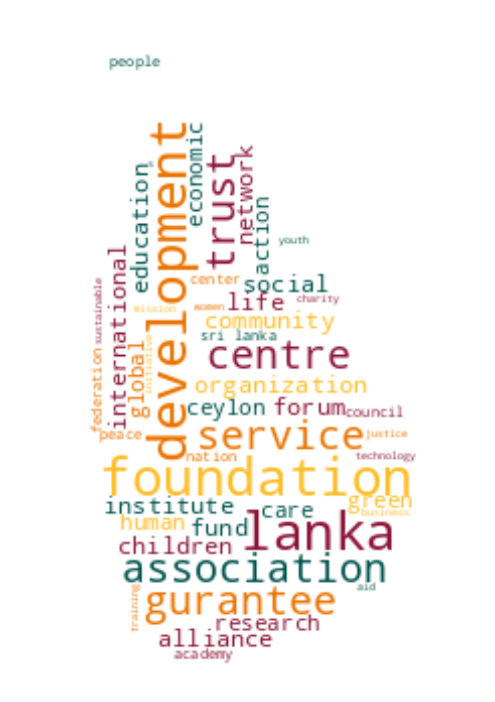 people
development
economic
trust
network
education
action
youth
international
center
social
sustainable
women
life
charity
mission
community
global
initiative
sri lanka
centre
federation
organization
ceylon
forum
council
peace
service
justice
nation
technology
foundation
institute
care
green
business
human
fund
lanka
children
association
aid
training
gurantee
research
alliance
academy